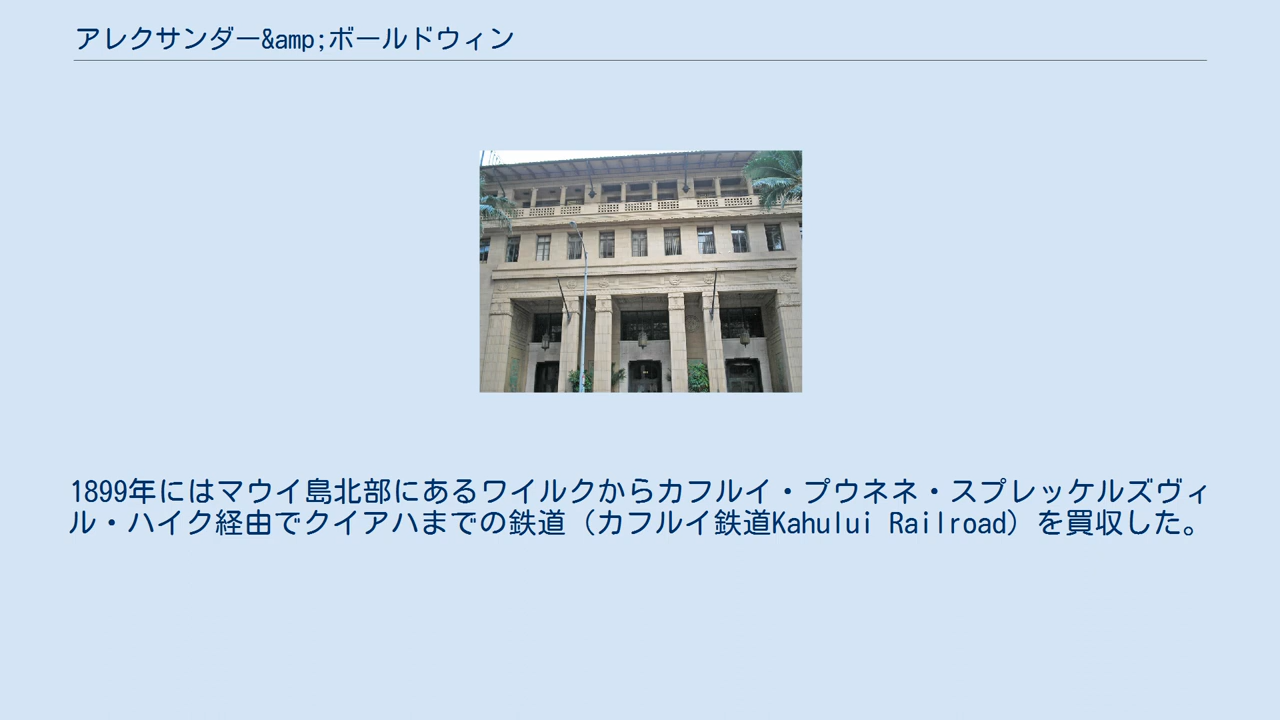 アレクサンダー&amp;ボールドウィン
1899年にはマウイ島北部にあるワイルクからカフルイ・プウネネ・スプレッケルズヴィ
ル・ハイク経由でクイアハまでの鉄道（カフルイ鉄道Kahului Railroad）を買収した。